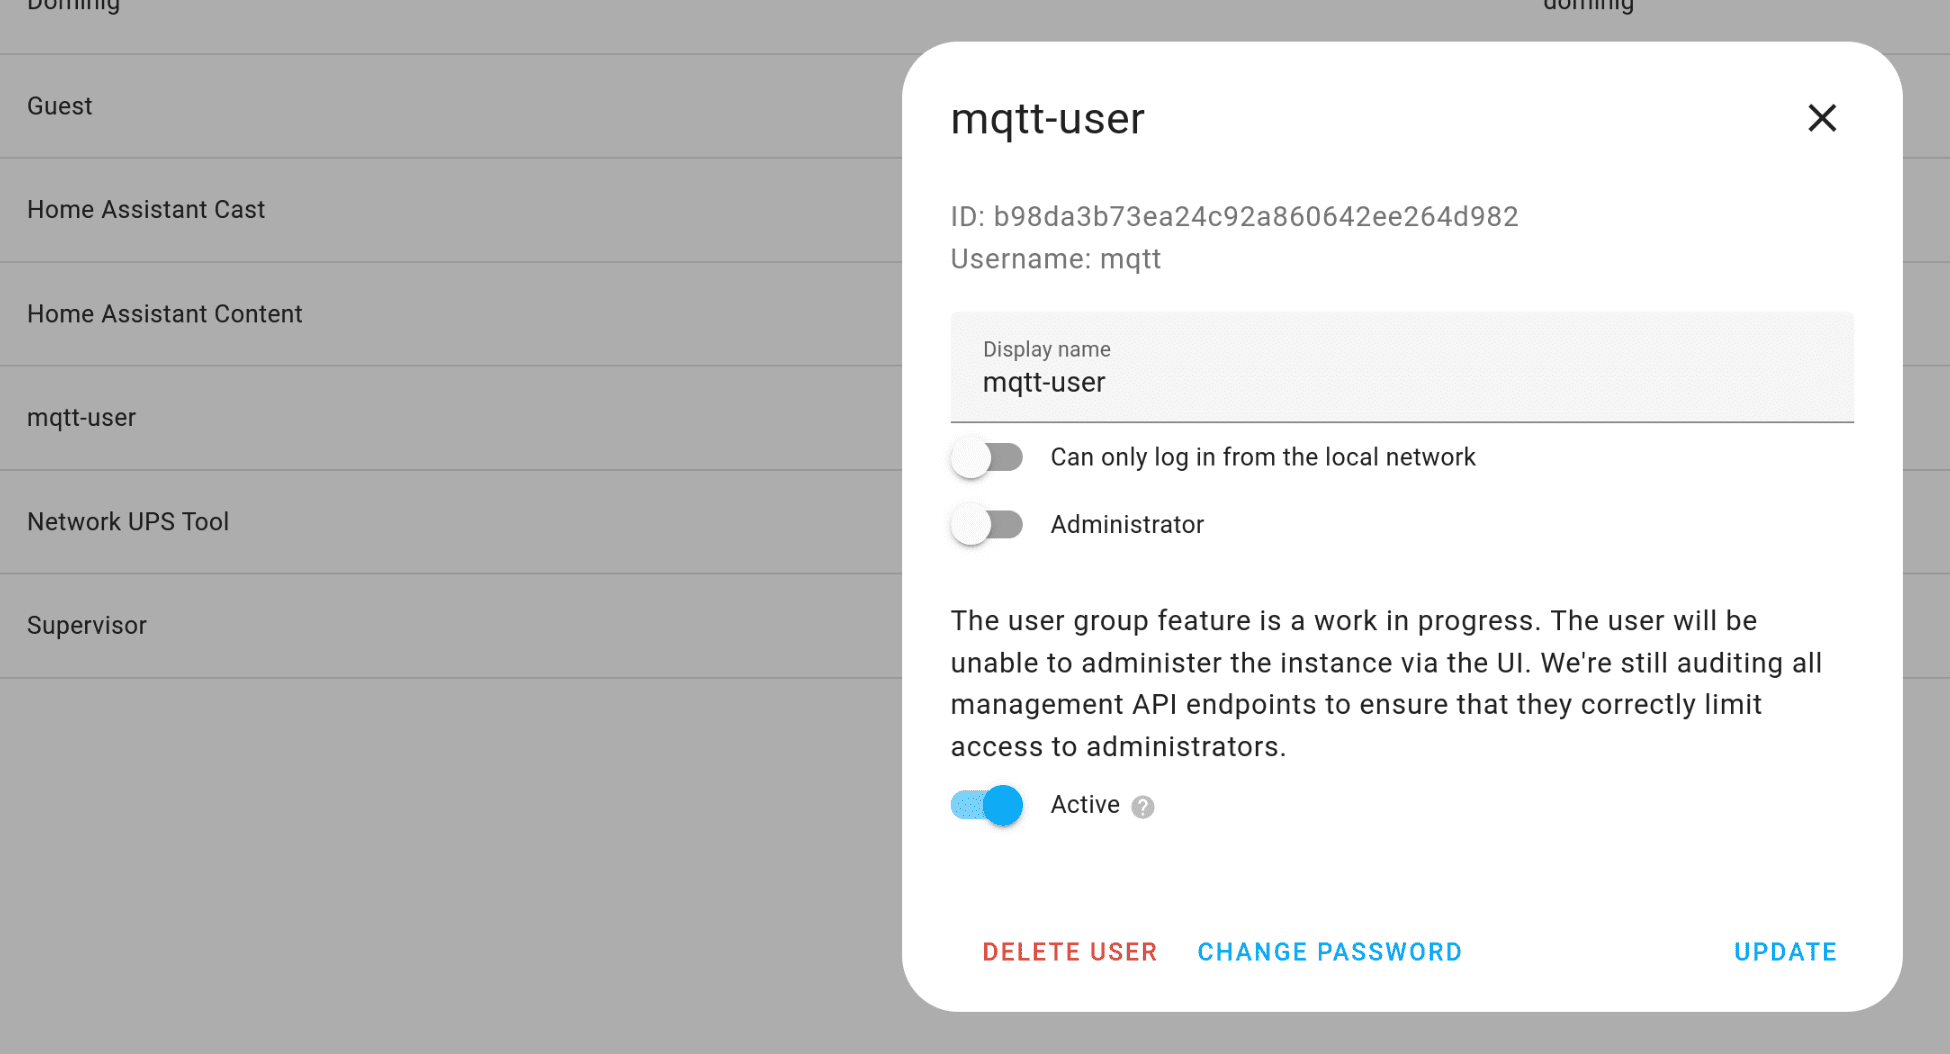 Dominig
dominig
Guest
Home Assistant Cast
Home Assistant Content
mqtt-user
Network UPS Tool
Supervisor
mqtt-user
ID: b98da3b73ea24c92a860642ee264d982
Username: mqtt
Display name
mqtt-user
Can only log in from the local network
Administrator
The user group feature is a work in progress. The user will be
unable to administer the instance via the UI. We're still auditing all
management API endpoints to ensure that they correctly limit
access to administrators.
Active ?
DELETE USER CHANGE PASSWORD UPDATE